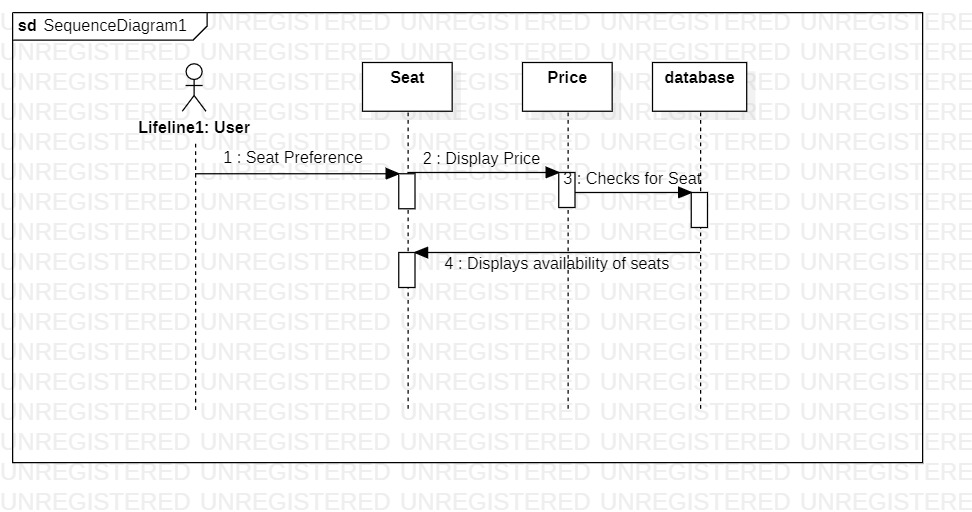 sd SequenceDiagram1
Seat
Price
database
Lifeline1: User
1 : Seat Preference
2 : Display Price
3 : Checks for Seat
4 : Displays availability of seats
UNREGISTERED UNREGISTERED UNREGISTERED UNREGISTERED UNREGISTERED